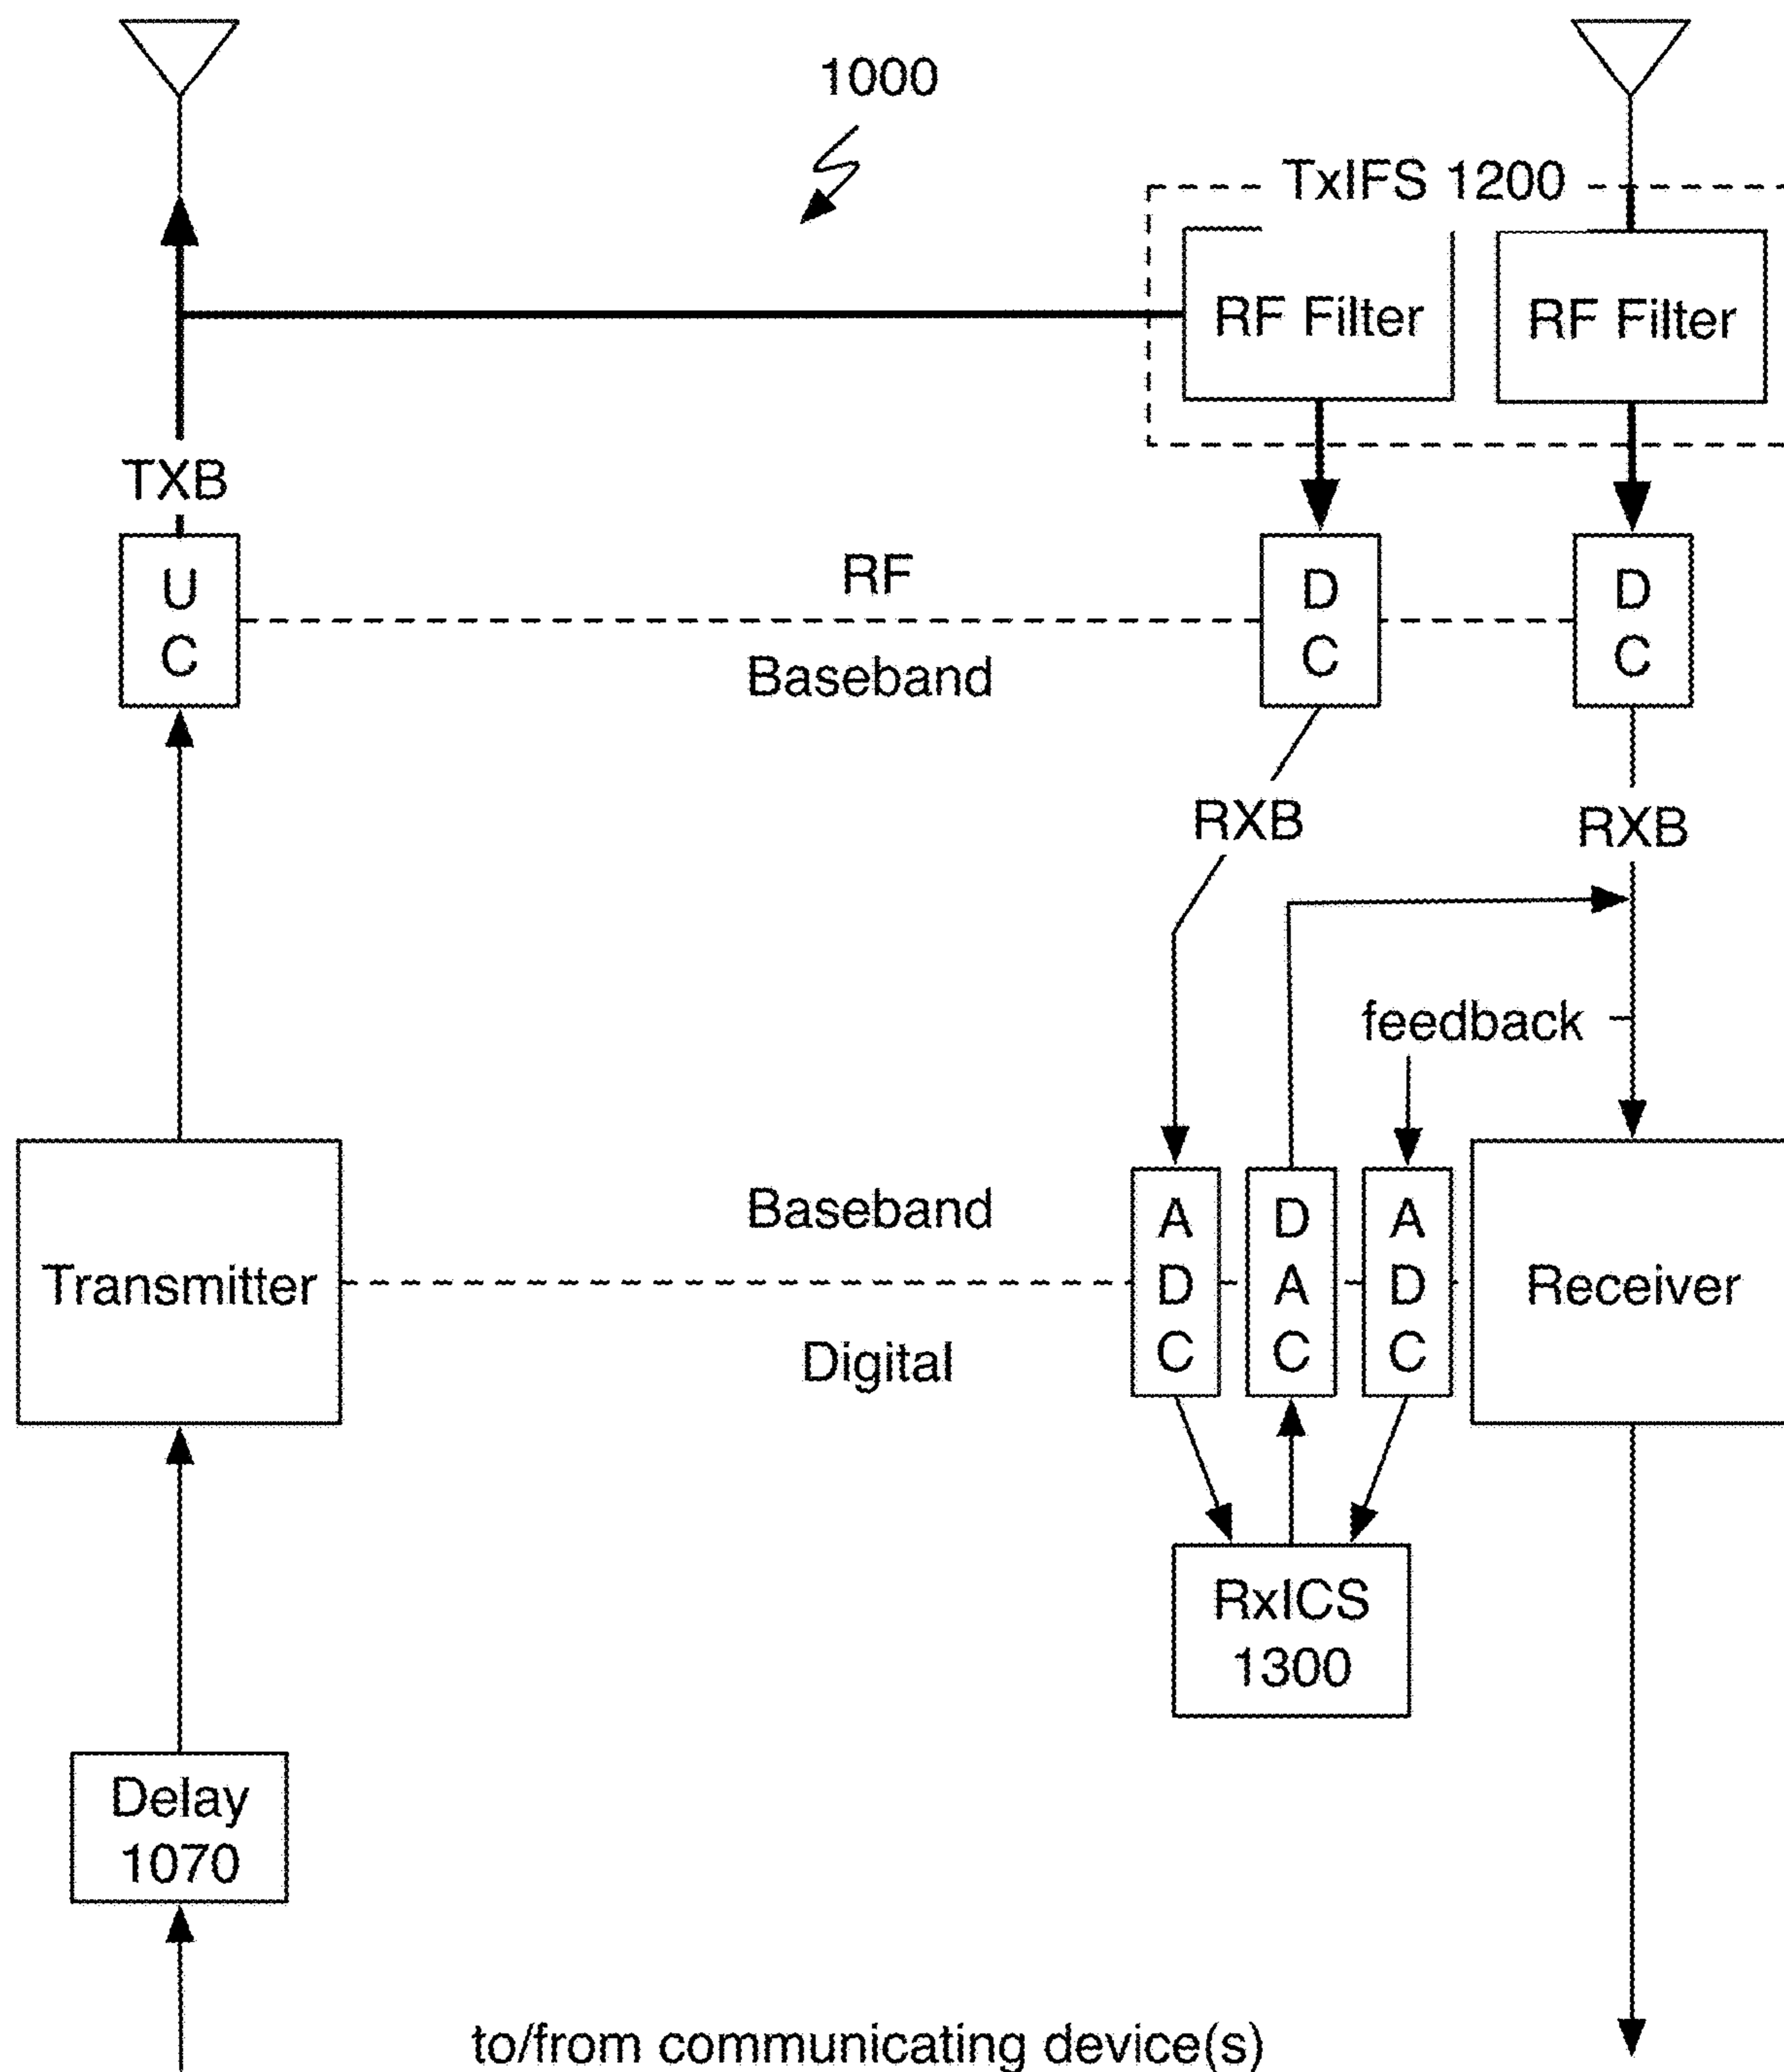 1000
TxIFS 1200
RF Filter
RF Filter
TXB
U
C
RF
Baseband
D
C
D
C
RXB
RXB
feedback
Transmitter
Baseband
Digital
A
D
C
D
A
C
A
D
C
Receiver
RxICS
1300
Delay
1070
to/from communicating device(s)